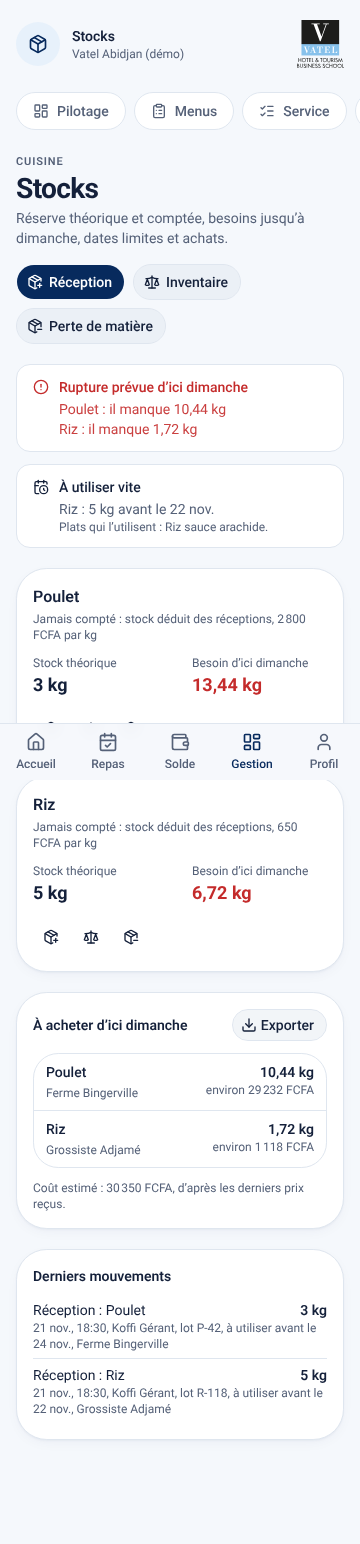 Stocks
Vatel Abidjan (démo)
V
VATEL
HOTEL & TOURISM
BUSINESS SCHOOL
Pilotage
Menus
Service
CUISINE
Stocks
Réserve théorique et comptée, besoins jusqu’à
dimanche, dates limites et achats.
Réception
Inventaire
Perte de matière
Rupture prévue d’ici dimanche
Poulet : il manque 10,44 kg
Riz : il manque 1,72 kg
À utiliser vite
Riz : 5 kg avant le 22 nov.
Plats qui l’utilisent : Riz sauce arachide.
Poulet
Jamais compté : stock déduit des réceptions, 2 800
FCFA par kg
Stock théorique
Besoin d’ici dimanche
3 kg
13,44 kg
Accueil
Repas
Solde
Gestion
Profil
Riz
Jamais compté : stock déduit des réceptions, 650
FCFA par kg
Stock théorique
Besoin d’ici dimanche
5 kg
6,72 kg
À acheter d’ici dimanche
Exporter
Poulet
10,44 kg
Ferme Bingerville
environ 29 232 FCFA
Riz
1,72 kg
Grossiste Adjamé
environ 1 118 FCFA
Coût estimé : 30 350 FCFA, d’après les derniers prix
reçus.
Derniers mouvements
Réception : Poulet
3 kg
21 nov., 18:30, Koffi Gérant, lot P-42, à utiliser avant le
24 nov., Ferme Bingerville
Réception : Riz
5 kg
21 nov., 18:30, Koffi Gérant, lot R-118, à utiliser avant le
22 nov., Grossiste Adjamé